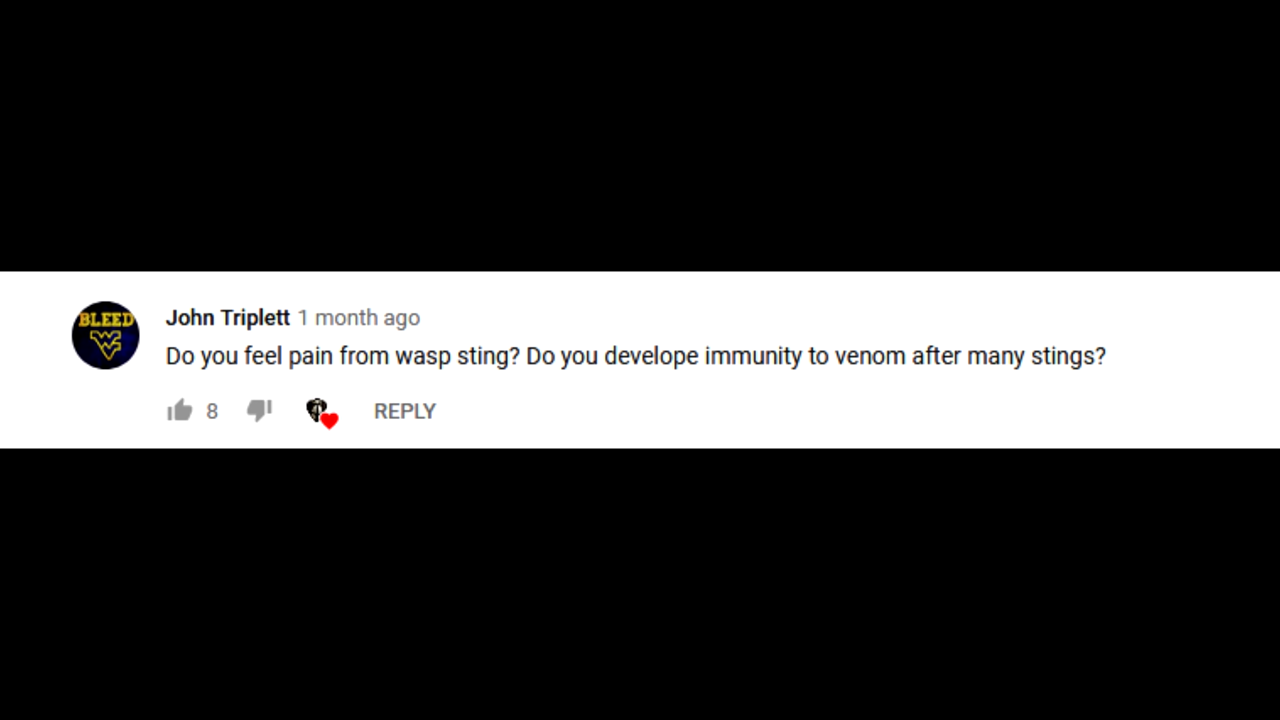 BLEED
WV
John Triplett 1 month ago
Do you feel pain from wasp sting? Do you develope immunity to venom after many stings?
8 REPLY